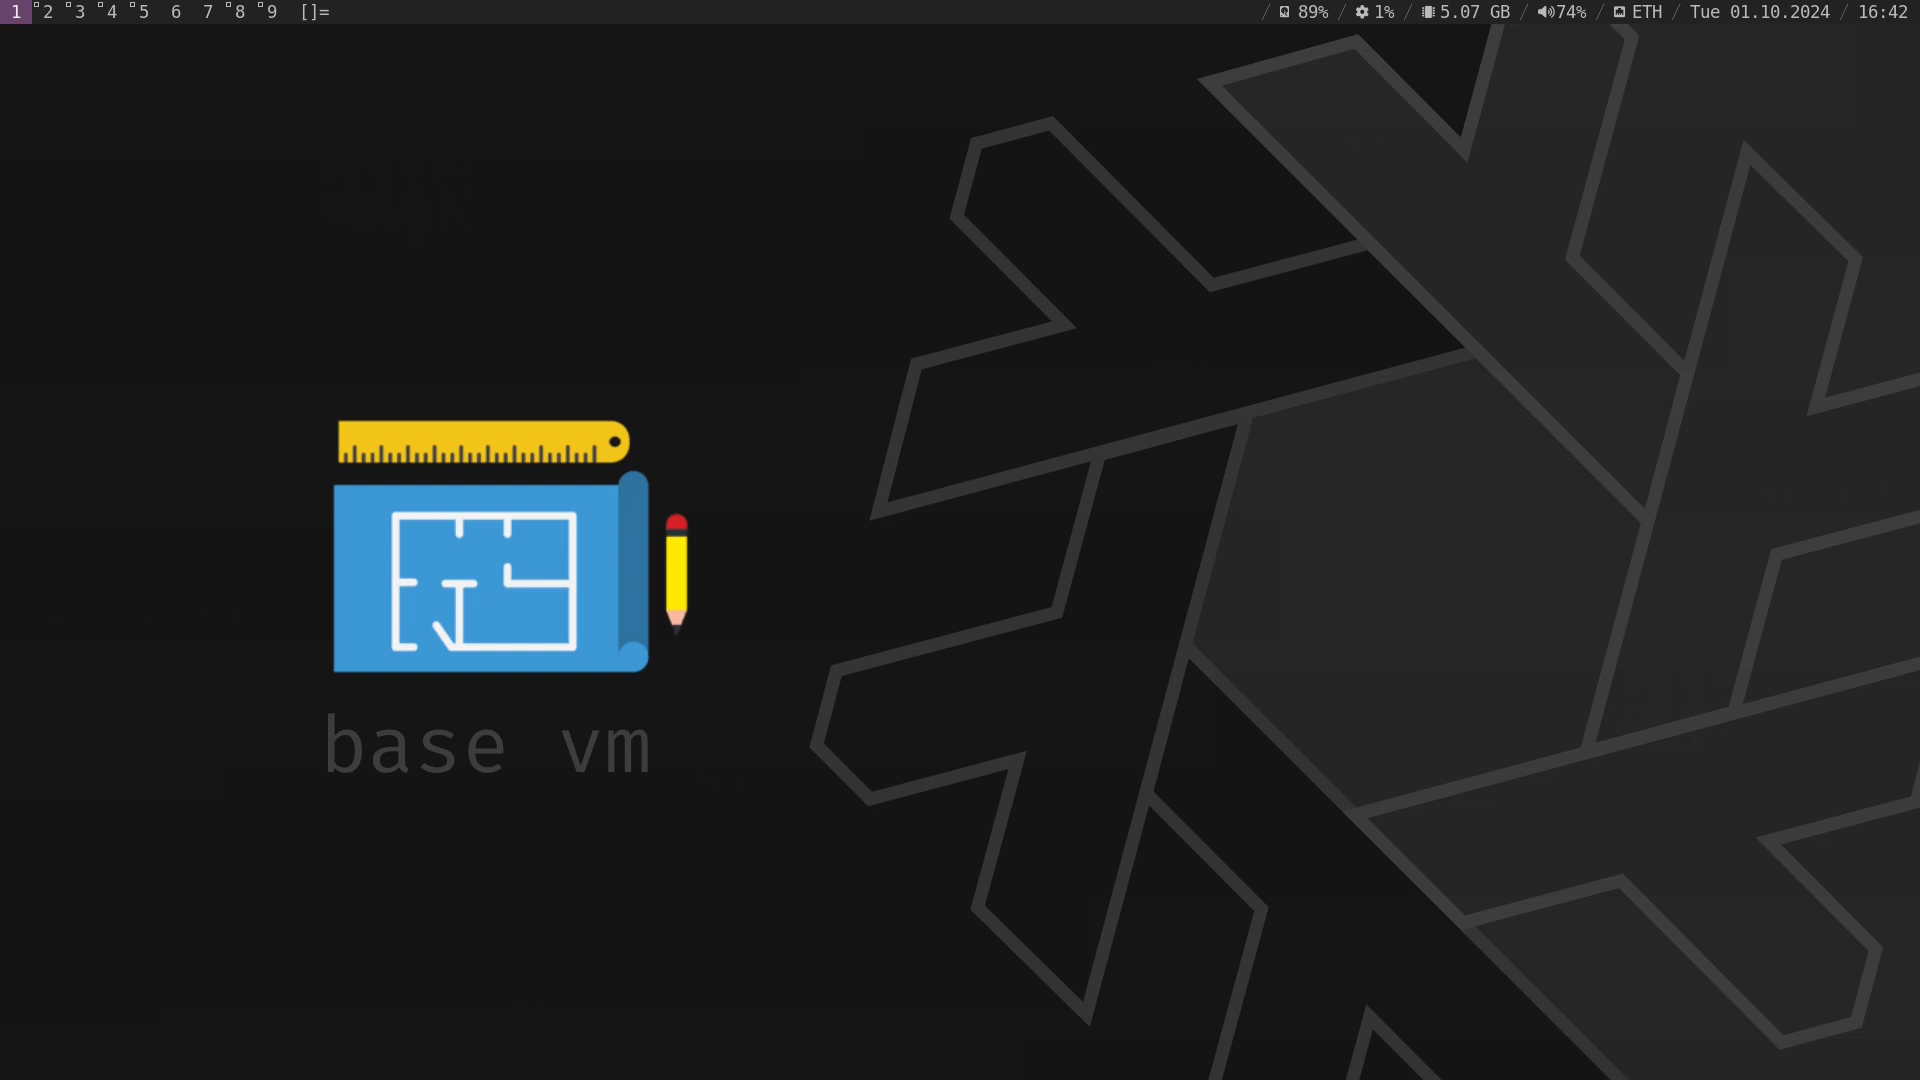 1 2 3 4 5 6 7 8 9 []= / 89% / 1% / 5.07 GB / 74% / ETH / Tue 01.10.2024 / 16:42
base vm